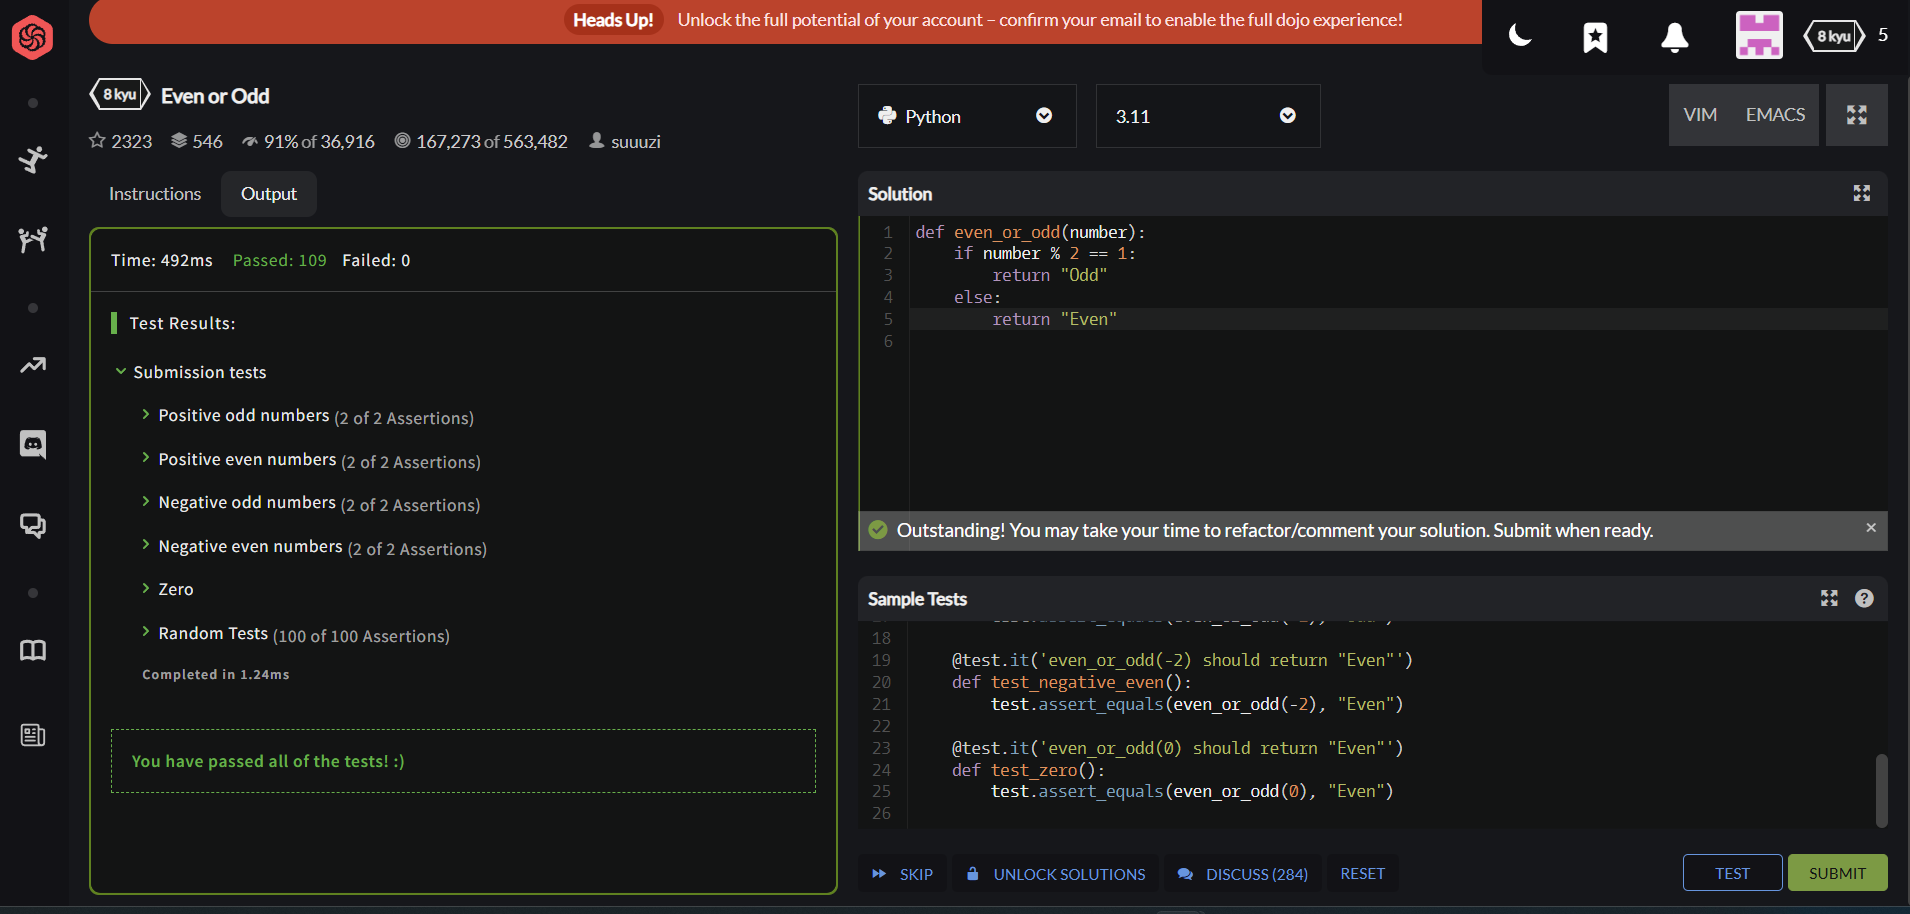 Heads Up! Unlock the full potential of your account – confirm your email to enable the full dojo experience!
8 kyu 5
8 kyu Even or Odd
2323 546 91% of 36,916 167,273 of 563,482 suuuzi
Instructions Output
Time: 492ms Passed: 109 Failed: 0
Test Results:
Submission tests
Positive odd numbers (2 of 2 Assertions)
Positive even numbers (2 of 2 Assertions)
Negative odd numbers (2 of 2 Assertions)
Negative even numbers (2 of 2 Assertions)
Zero
Random Tests (100 of 100 Assertions)
Completed in 1.24ms
You have passed all of the tests! :)
Python 3.11 VIM EMACS
Solution
1 def even_or_odd(number):
2 if number % 2 == 1:
3 return "Odd"
4 else:
5 return "Even"
6
Outstanding! You may take your time to refactor/comment your solution. Submit when ready.
Sample Tests
18
19 @test.it('even_or_odd(-2) should return "Even"')
20 def test_negative_even():
21 test.assert_equals(even_or_odd(-2), "Even")
22
23 @test.it('even_or_odd(0) should return "Even"')
24 def test_zero():
25 test.assert_equals(even_or_odd(0), "Even")
26
SKIP UNLOCK SOLUTIONS DISCUSS (284) RESET TEST SUBMIT